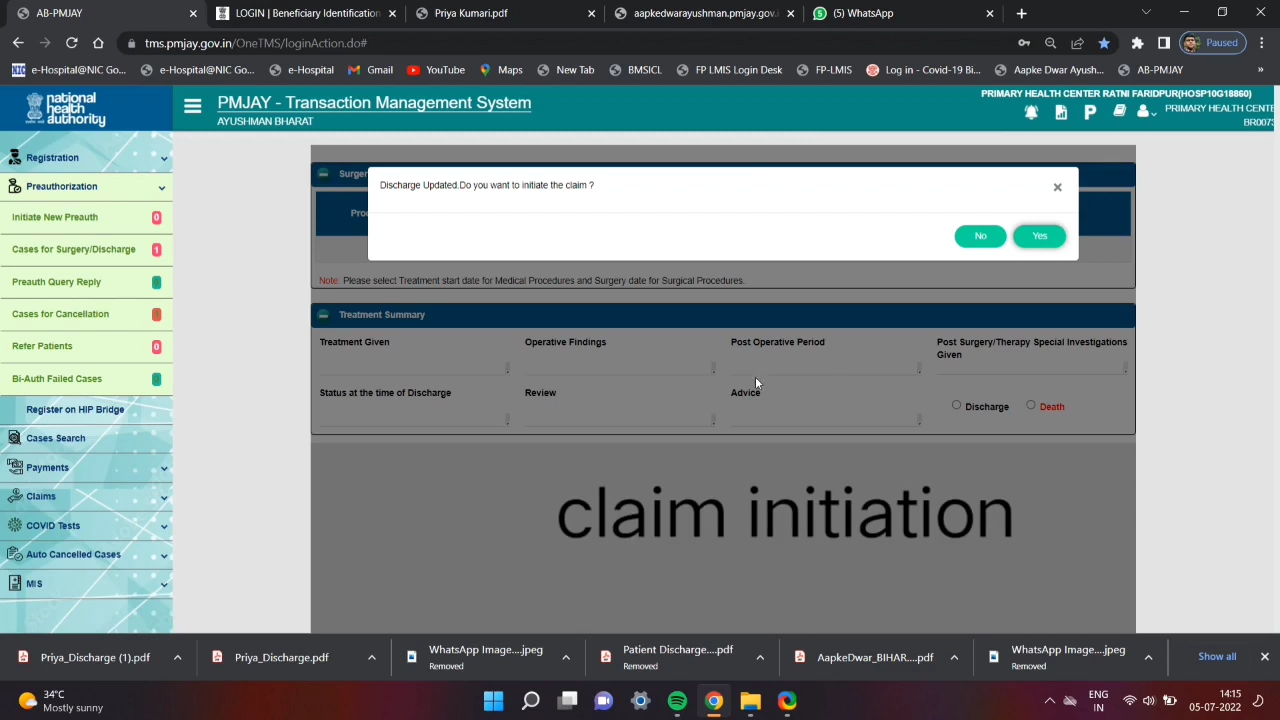 AB-PMJAY
LOGIN | Beneficiary Identification
Priya Kumari.pdf
aapkedwarayushman.pmjay.gov.i
(5) WhatsApp
tms.pmjay.gov.in/OneTMS/loginAction.do#
Paused
e-Hospital@NIC Go...
e-Hospital@NIC Go...
e-Hospital
Gmail
YouTube
Maps
New Tab
BMSICL
FP LMIS Login Desk
FP-LMIS
Log in - Covid-19 Bi...
Aapke Dwar Ayush...
AB-PMJAY
national
health
authority
PMJAY - Transaction Management System
AYUSHMAN BHARAT
PRIMARY HEALTH CENTER RATNI FARIDPUR(HOSP10G18860)
PRIMARY HEALTH CENTE
BR0073
Registration
Preauthorization
Initiate New Preauth 0
Cases for Surgery/Discharge 1
Preauth Query Reply
Cases for Cancellation
Refer Patients 0
Bi-Auth Failed Cases
Register on HIP Bridge
Cases Search
Payments
Claims
COVID Tests
Auto Cancelled Cases
MIS
Surger
Proc
Discharge Updated.Do you want to initiate the claim ?
No
Yes
Note: Please select Treatment start date for Medical Procedures and Surgery date for Surgical Procedures.
Treatment Summary
Treatment Given
Operative Findings
Post Operative Period
Post Surgery/Therapy Special Investigations
Given
Status at the time of Discharge
Review
Advice
Discharge
Death
claim initiation
Priya_Discharge (1).pdf
Priya_Discharge.pdf
WhatsApp Image....jpeg
Removed
Patient Discharge....pdf
Removed
AapkeDwar_BIHAR....pdf
WhatsApp Image....jpeg
Removed
Show all
34°C
Mostly sunny
ENG
IN
14:15
05-07-2022